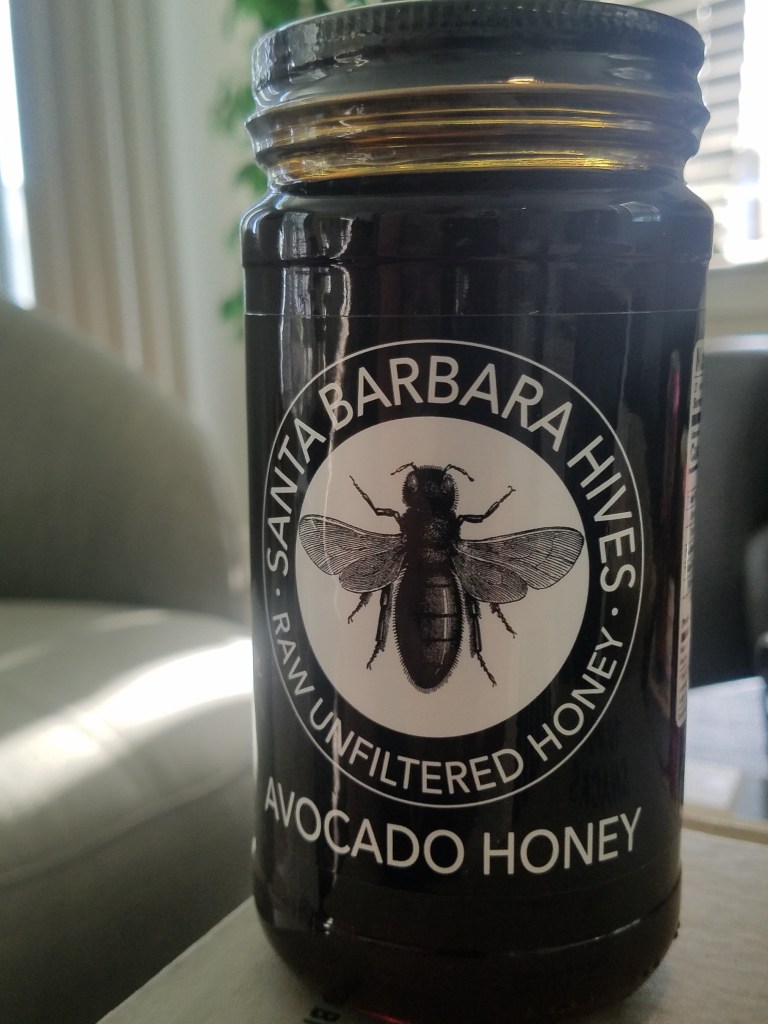 SANTA BARBARA HIVES
· RAW UNFILTERED HONEY ·
AVOCADO HONEY